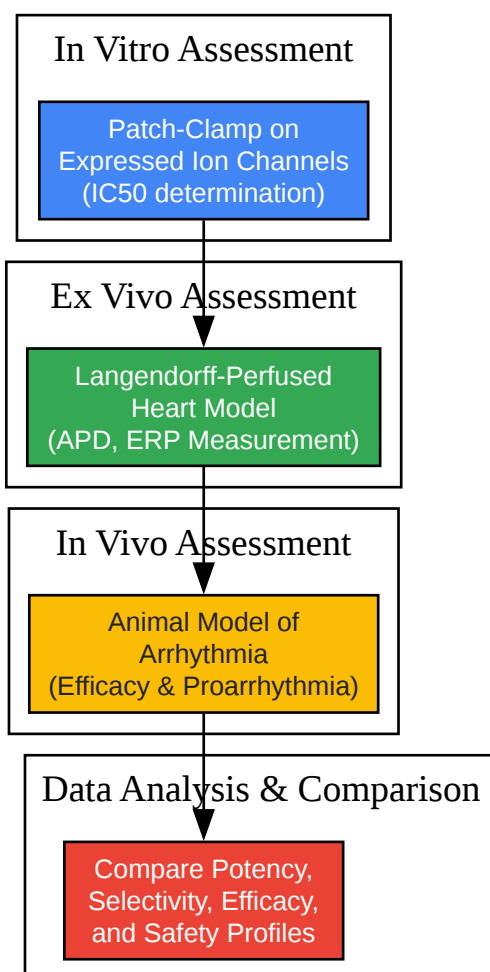 In Vitro Assessment
Patch-Clamp on
Expressed Ion Channels
(IC50 determination)
Ex Vivo Assessment
Langendorff-Perfused
Heart Model
(APD, ERP Measurement)
In Vivo Assessment
Animal Model of
Arrhythmia
(Efficacy & Proarrhythmia)
Data Analysis & Comparison
Compare Potency,
Selectivity, Efficacy,
and Safety Profiles